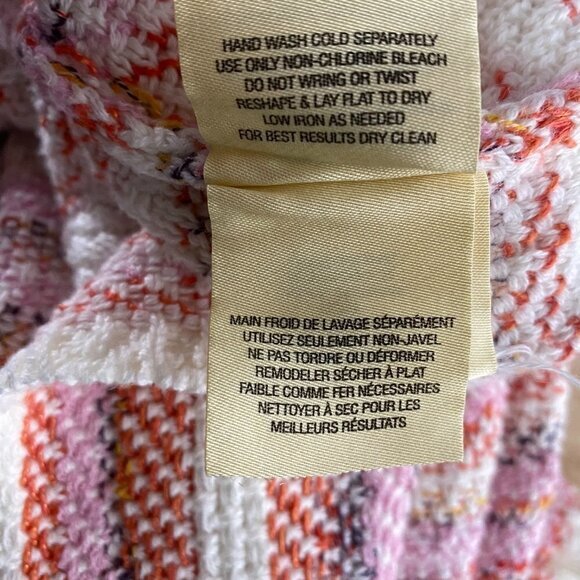 HAND WASH COLD SEPARATELY
USE ONLY NON-CHLORINE BLEACH
DO NOT WRING OR TWIST
RESHAPE & LAY FLAT TO DRY
LOW IRON AS NEEDED
FOR BEST RESULTS DRY CLEAN
MAIN FROID DE LAVAGE SÉPARÉMENT
UTILISEZ SEULEMENT NON-JAVEL
NE PAS TORDRE OU DÉFORMER
REMODELER SÉCHER À PLAT
FAIBLE COMME FER NÉCESSAIRES
NETTOYER À SEC POUR LES
MEILLEURS RÉSULTATS